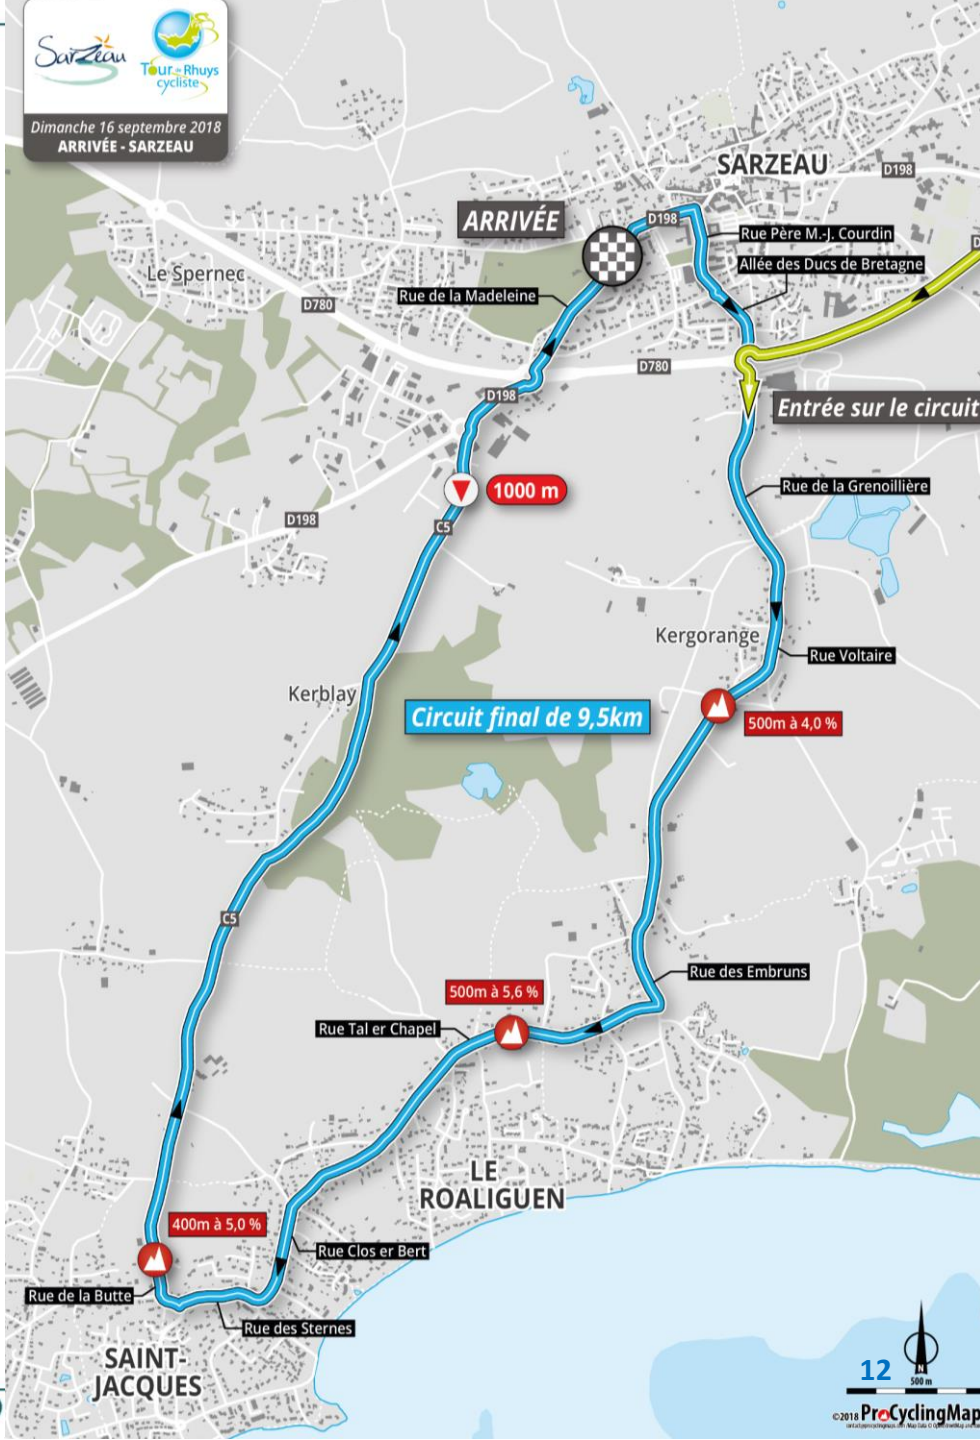 Sarzeau
Tour de Rhuys
cycliste
Dimanche 16 septembre 2018
ARRIVÉE - SARZEAU
SARZEAU
D198
ARRIVÉE
D198
Rue Père M.-J. Courdin
Allée des Ducs de Bretagne
Le Spernec
D780
Rue de la Madeleine
D780
D198
Entrée sur le circuit
1000 m
Rue de la Grenoillière
D198
C5
Kergorange
Rue Voltaire
Kerblay
Circuit final de 9,5km
500m à 4,0 %
C5
Rue des Embruns
500m à 5,6 %
Rue Tal er Chapel
LE
ROALIGUEN
400m à 5,0 %
Rue Clos er Bert
Rue de la Butte
Rue des Sternes
SAINT-
JACQUES
12
N
500 m
©2018 ProCyclingMap